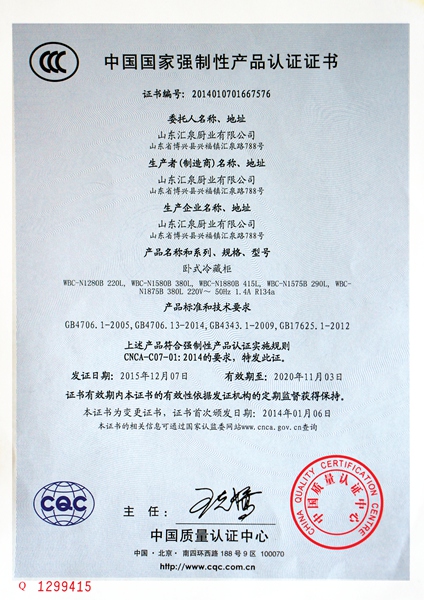 CCC
中国国家强制性产品认证证书
证书编号：2014010701667576
委托人名称、地址
山东汇泉厨业有限公司
山东省博兴县兴福镇汇泉路788号
生产者(制造商)名称、地址
山东汇泉厨业有限公司
山东省博兴县兴福镇汇泉路788号
生产企业名称、地址
山东汇泉厨业有限公司
山东省博兴县兴福镇汇泉路788号
产品名称和系列、规格、型号
卧式冷藏柜
WBC-N1280B 220L, WBC-N1580B 380L, WBC-N1880B 415L, WBC-N1575B 290L, WBC-
N1875B 380L 220V～ 50Hz 1.4A R134a
产品标准和技术要求
GB4706.1-2005,GB4706.13-2014,GB4343.1-2009,GB17625.1-2012
上述产品符合强制性产品认证实施规则
CNCA-C07-01:2014的要求，特发此证。
发证日期：2015年12月07日 有效期至：2020年11月03日
证书有效期内本证书的有效性依据发证机构的定期监督获得保持。
本证书为变更证书，证书首次颁发日期：2014年01月06日
本证书的相关信息可通过国家认监委网站www.cnca.gov.cn查询
CQC
主任：
CHINA QUALITY CERTIFICATION CENTRE
中国质量认证中心
中国质量认证中心
中国·北京·南四环西路188号9区 100070
http://www.cqc.com.cn
Q 1299415